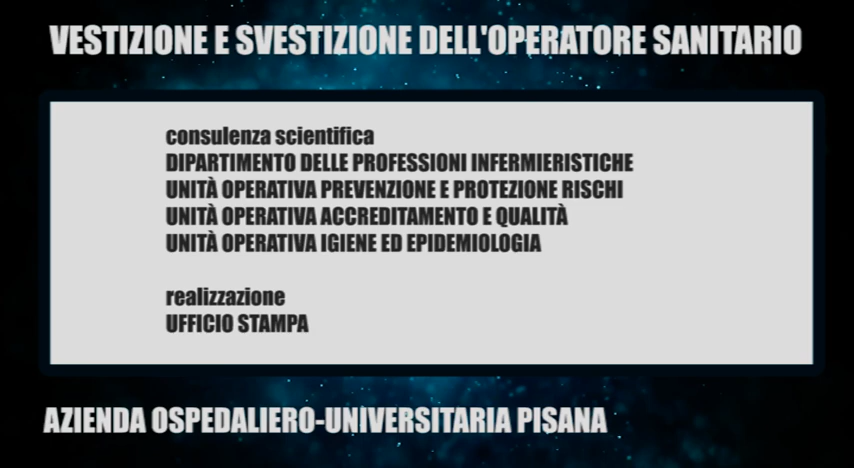 VESTIZIONE E SVESTIZIONE DELL'OPERATORE SANITARIO
consulenza scientifica
DIPARTIMENTO DELLE PROFESSIONI INFERMIERISTICHE
UNITÀ OPERATIVA PREVENZIONE E PROTEZIONE RISCHI
UNITÀ OPERATIVA ACCREDITAMENTO E QUALITÀ
UNITÀ OPERATIVA IGIENE ED EPIDEMIOLOGIA
realizzazione
UFFICIO STAMPA
AZIENDA OSPEDALIERO-UNIVERSITARIA PISANA